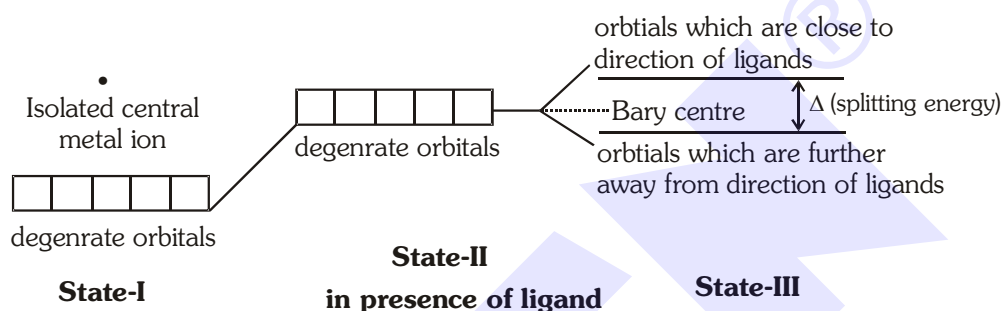 orbtials which are close to
direction of ligands
•
Isolated central
metal ion
Bary centre
Δ (splitting energy)
degenrate orbitals
orbtials which are further
away from direction of ligands
degenrate orbitals
State-II
State-I
in presence of ligand
State-III
®